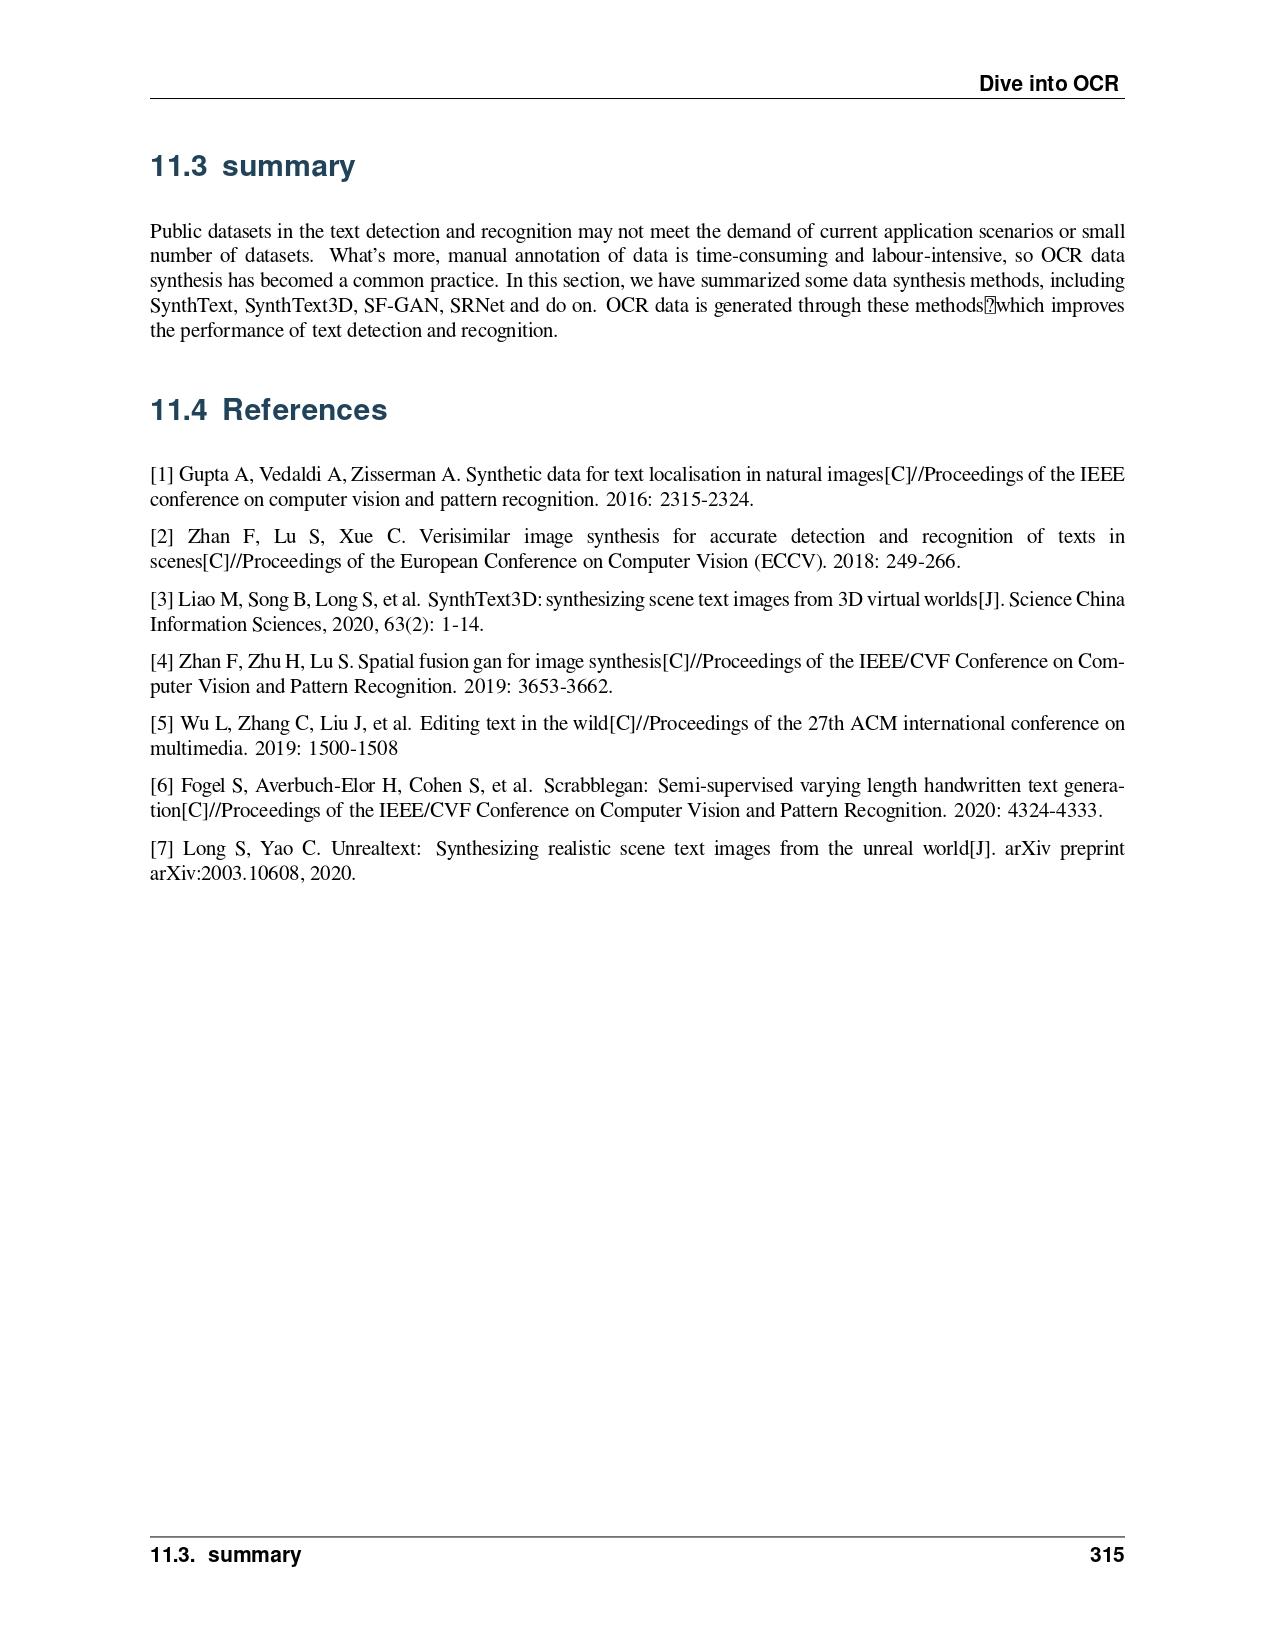 Dive into OCR
11.3 summary
Public datasets in the text detection and recognition may not meet the demand of current application scenarios or small
number of datasets. What's more, manual annotation of data is time-consuming and labour-intensive, so OCR data
synthesis has becomed a common practice. In this section, we have summarized some data synthesis methods, including
SynthText, SynthText3D, SF-GAN, SRNet and do on. OCR data is generated through these methods⍰which improves
the performance of text detection and recognition.
11.4 References
[1] Gupta A, Vedaldi A, Zisserman A. Synthetic data for text localisation in natural images[C]//Proceedings of the IEEE
conference on computer vision and pattern recognition. 2016: 2315-2324.
[2] Zhan F, Lu S, Xue C. Verisimilar image synthesis for accurate detection and recognition of texts in
scenes[C]//Proceedings of the European Conference on Computer Vision (ECCV). 2018: 249-266.
[3] Liao M, Song B, Long S, et al. SynthText3D: synthesizing scene text images from 3D virtual worlds[J]. Science China
Information Sciences, 2020, 63(2): 1-14.
[4] Zhan F, Zhu H, Lu S. Spatial fusion gan for image synthesis[C]//Proceedings of the IEEE/CVF Conference on Com-
puter Vision and Pattern Recognition. 2019: 3653-3662.
[5] Wu L, Zhang C, Liu J, et al. Editing text in the wild[C]//Proceedings of the 27th ACM international conference on
multimedia. 2019: 1500-1508
[6] Fogel S, Averbuch-Elor H, Cohen S, et al. Scrabblegan: Semi-supervised varying length handwritten text genera-
tion[C]//Proceedings of the IEEE/CVF Conference on Computer Vision and Pattern Recognition. 2020: 4324-4333.
[7] Long S, Yao C. Unrealtext: Synthesizing realistic scene text images from the unreal world[J]. arXiv preprint
arXiv:2003.10608, 2020.
11.3. summary 315